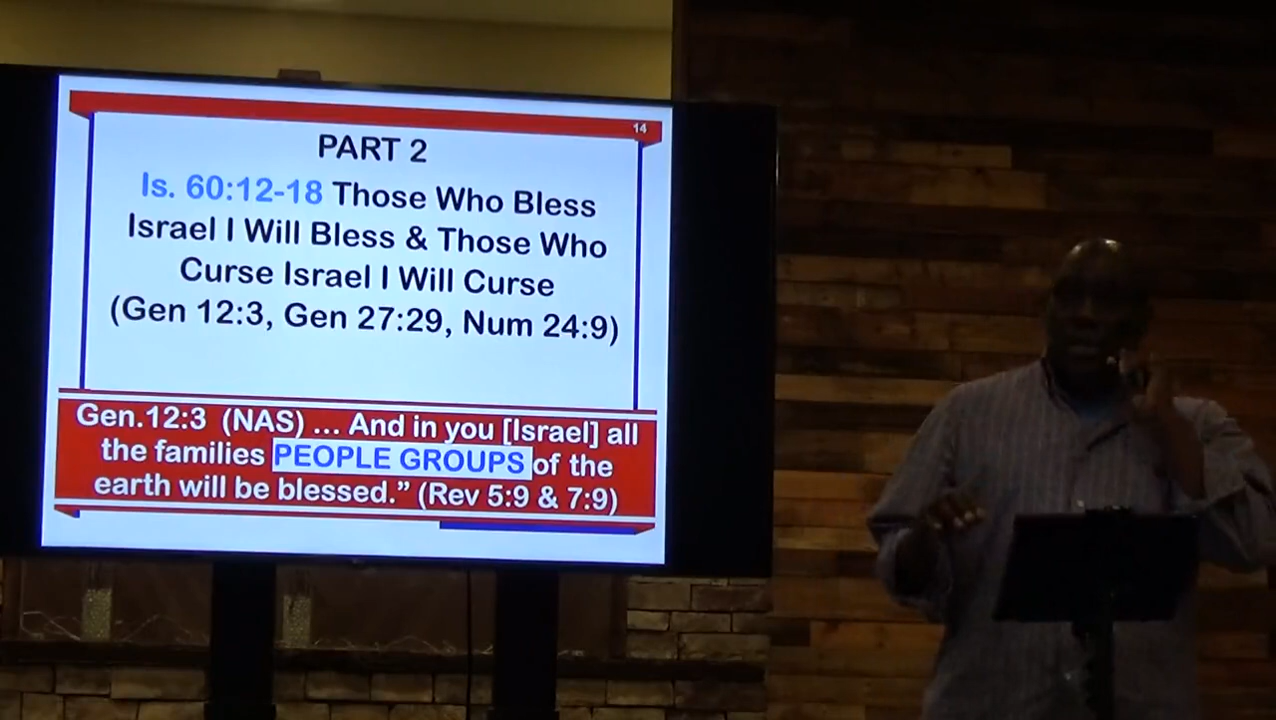 14
PART 2
Is. 60:12-18 Those Who Bless
Israel I Will Bless & Those Who
Curse Israel I Will Curse
(Gen 12:3, Gen 27:29, Num 24:9)
Gen.12:3 (NAS) ... And in you [Israel] all
the families PEOPLE GROUPS of the
earth will be blessed.” (Rev 5:9 & 7:9)